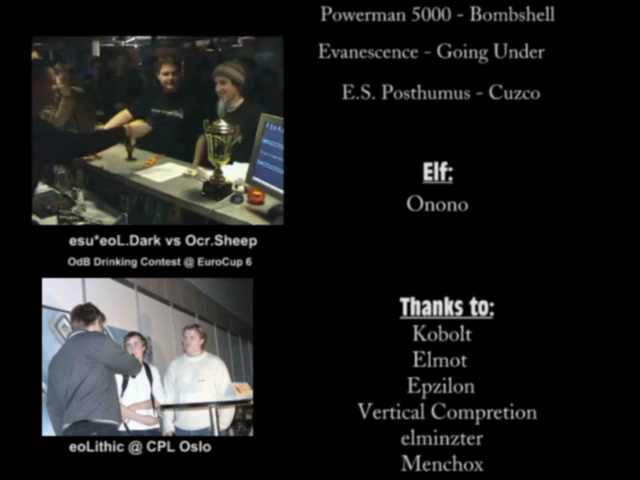 Powerman 5000 - Bombshell
Evanescence - Going Under
E.S. Posthumus - Cuzco
Elf:
Onono
esu*eoL.Dark vs Ocr.Sheep
OdB Drinking Contest @ EuroCup 6
Thanks to:
Kobolt
Elmot
Epzilon
Vertical Compretion
elminzter
Menchox
eoLithic @ CPL Oslo